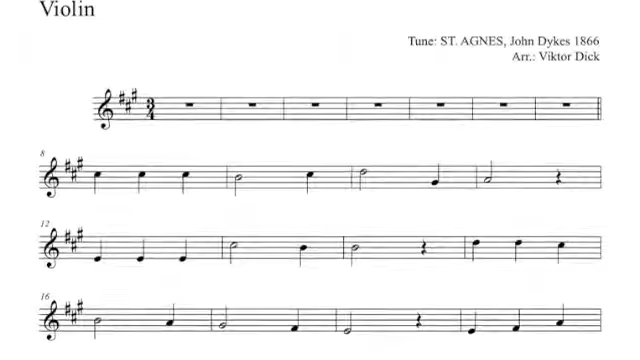 Violin
Tune: ST. AGNES, John Dykes 1866
Arr.: Viktor Dick
3
4
8
12
16